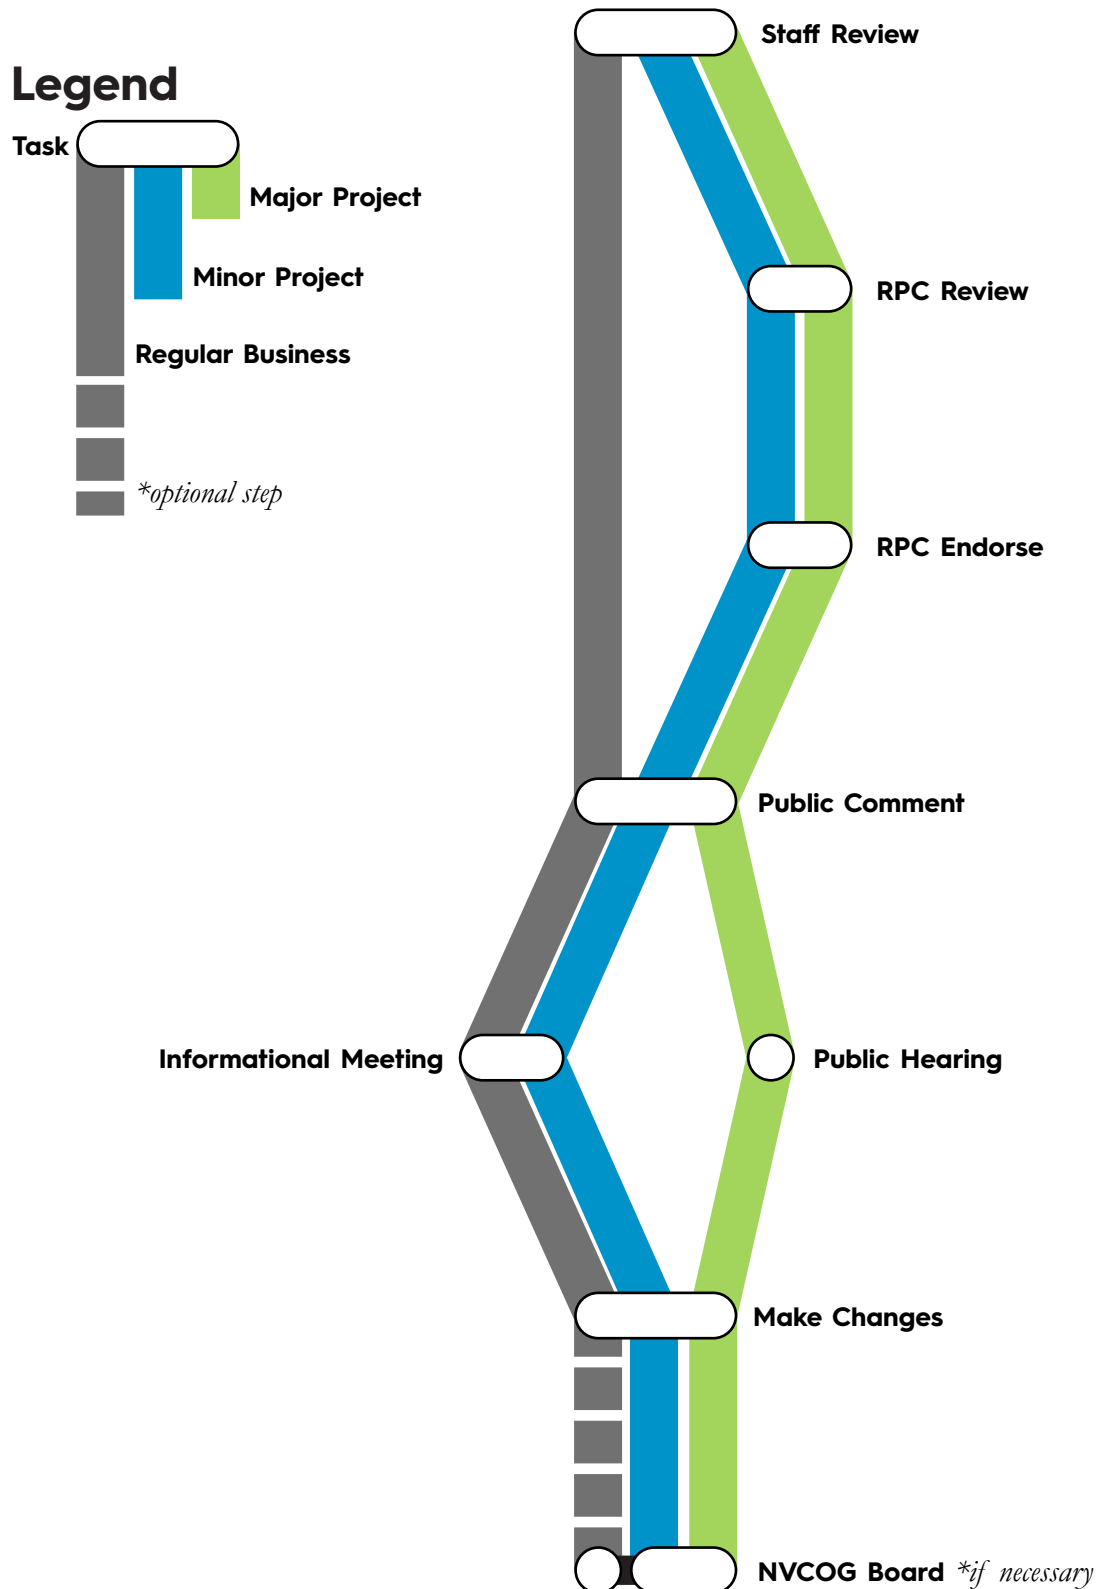 Staff Review
Legend
Task
Major Project
Minor Project
RPC Review
Regular Business
*optional step
RPC Endorse
Public Comment
Informational Meeting
Public Hearing
Make Changes
NVCOG Board *if necessary